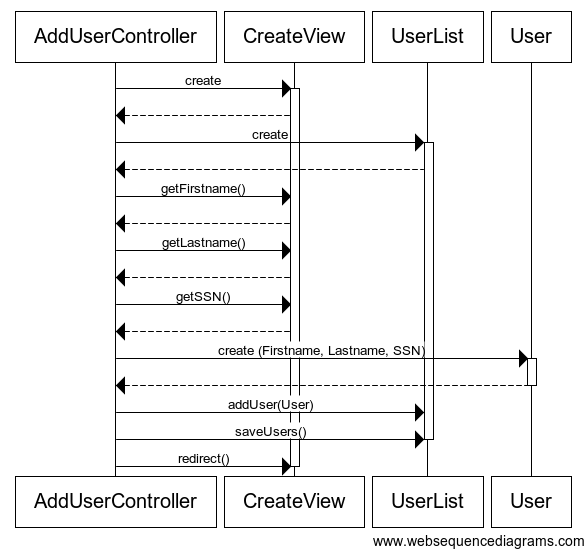 AddUserController CreateView UserList User
create
create
getFirstname()
getLastname()
getSSN()
create (Firstname, Lastname, SSN)
addUser(User)
saveUsers()
redirect()
AddUserController CreateView UserList User
www.websequencediagrams.com